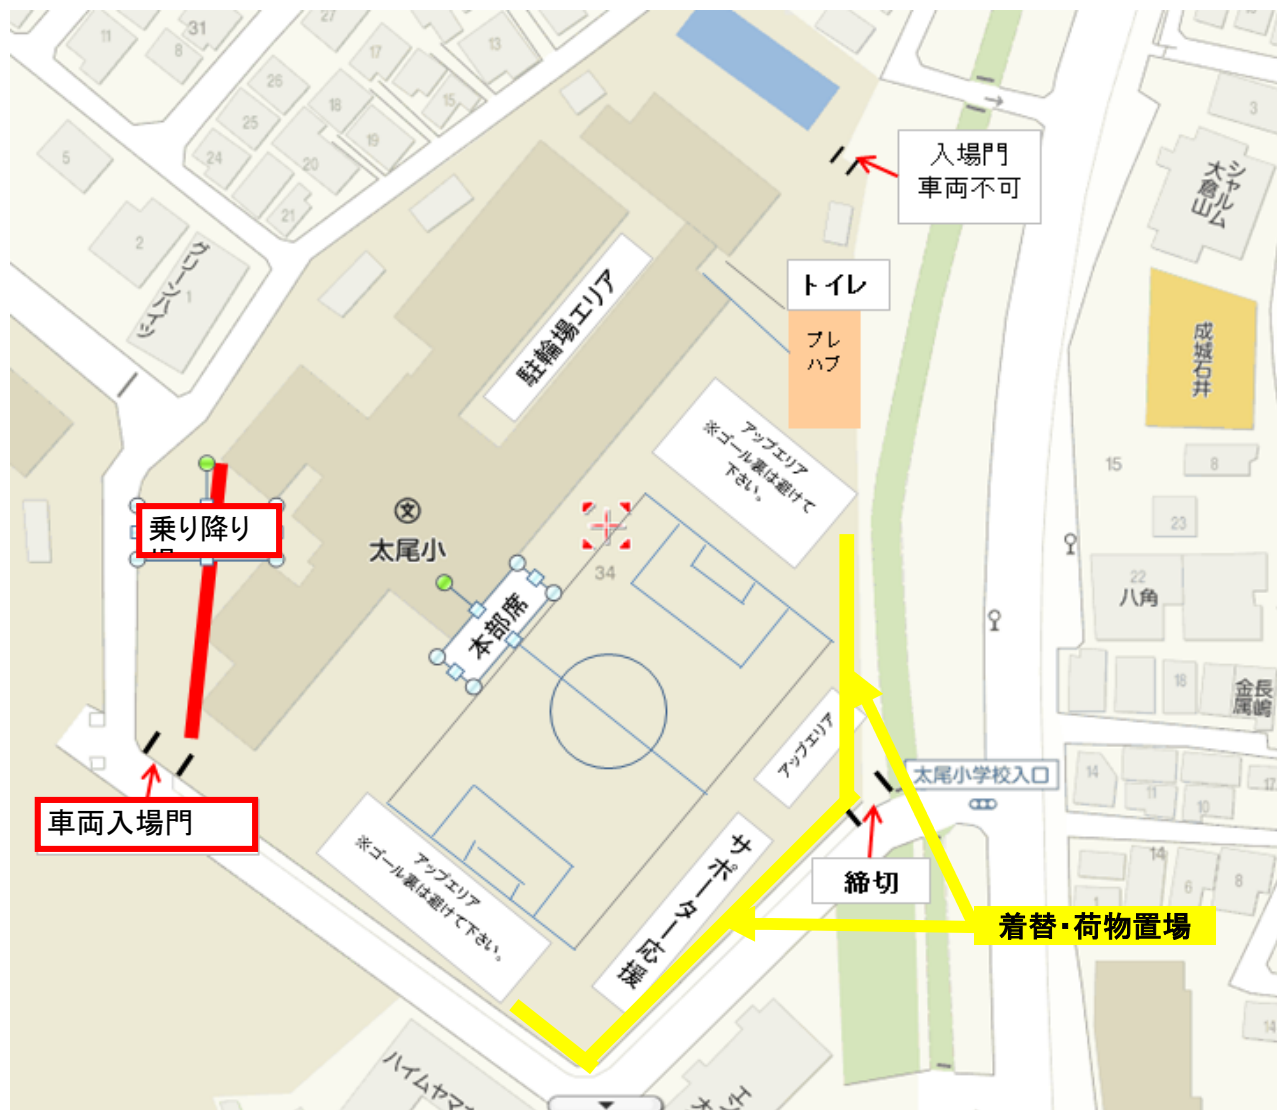 11
31
8
27
17
13
15
26
18
25
19
24
20
21
5
2
1
グリーンハイツ
入場門
車両不可
3
シャルム
大倉山
トイレ
プレ
ハブ
成城石井
駐輪場エリア
アップエリア
※ゴール裏は避けて
下さい。
15
8
23
22
八角
乗り降り
太尾小
34
本部席
18
長嶋
金属
アップエリア
太尾小学校入口
14
11
10
17
車両入場門
アップエリア
※ゴール裏は避けて下さい。
サポーター応援
締切
14
6
8
1
着替・荷物置場
14
ハイムヤマ